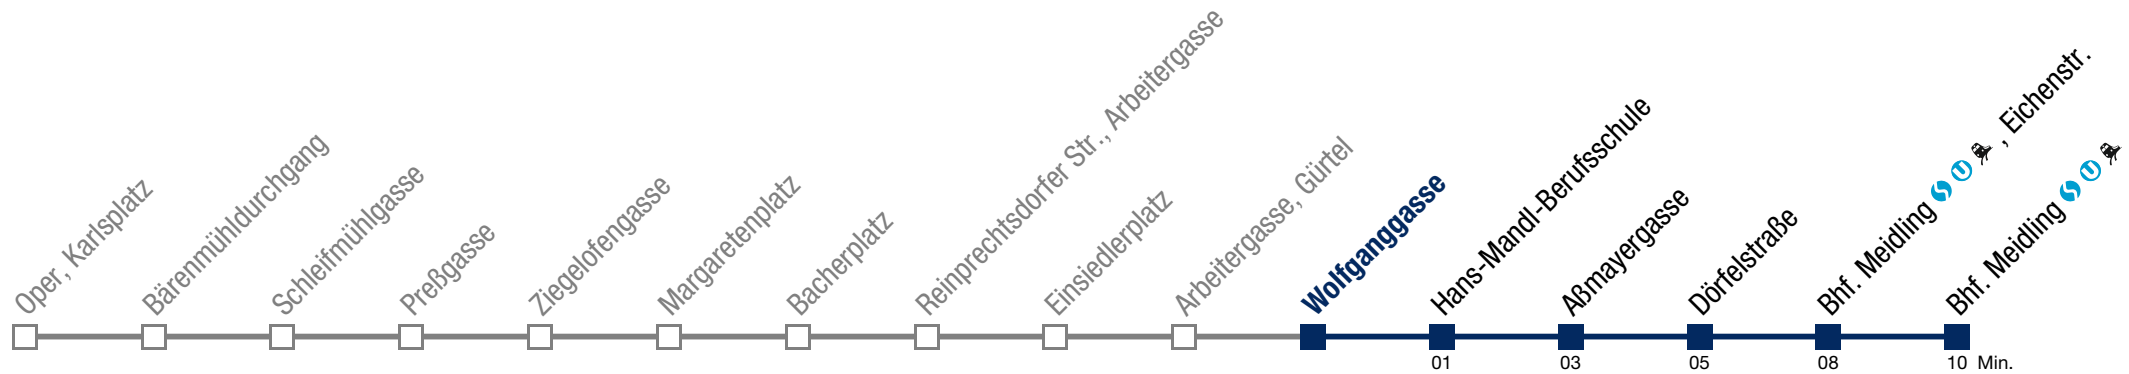 Oper, Karlsplatz
Bärenmühldurchgang
Schleifmühlgasse
Preßgasse
Ziegelofengasse
Margaretenplatz
Bacherplatz
Reinprechtsdorfer Str., Arbeitergasse
Einsiedlerplatz
Arbeitergasse, Gürtel
Wolfganggasse
Hans-Mandl-Berufsschule
Aßmayergasse
Dörfelstraße
Bhf. Meidling S U , Eichenstr.
Bhf. Meidling S U
01 03 05 08 10 Min.